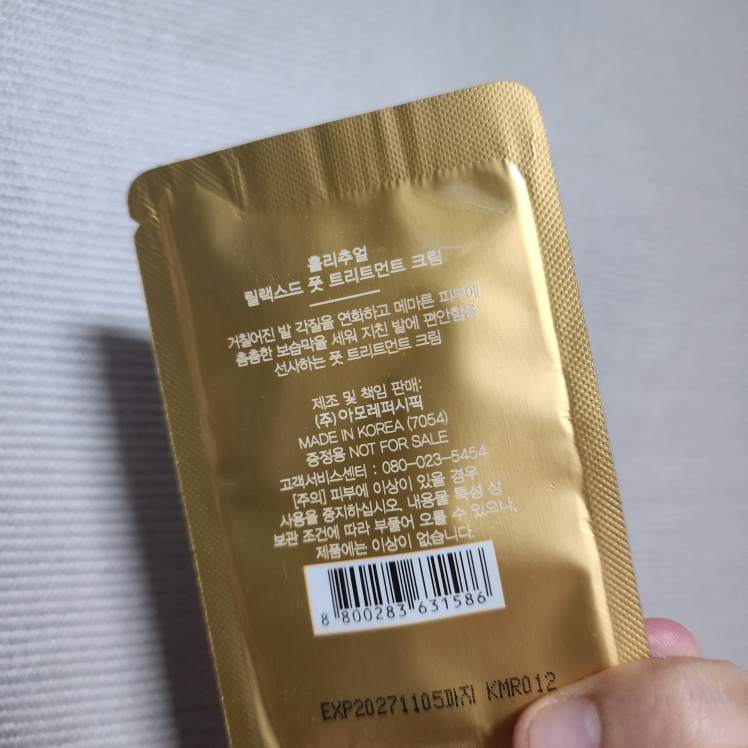 홀리추얼
릴랙스드 풋 트리트먼트 크림
거칠어진 발 각질을 연화하고 메마른 피부에
촘촘한 보습막을 세워 지친 발에 편안함을
선사하는 풋 트리트먼트 크림
제조 및 책임 판매:
(주)아모레퍼시픽
MADE IN KOREA (7054)
증정용 NOT FOR SALE
고객서비스센터 : 080-023-5454
[주의] 피부에 이상이 있을 경우
사용을 중지하십시오. 내용물 특성 상
보관 조건에 따라 부풀어 오를 수 있으나,
제품에는 이상이 없습니다.
8 800283 631586
EXP20271105까지 KMR012